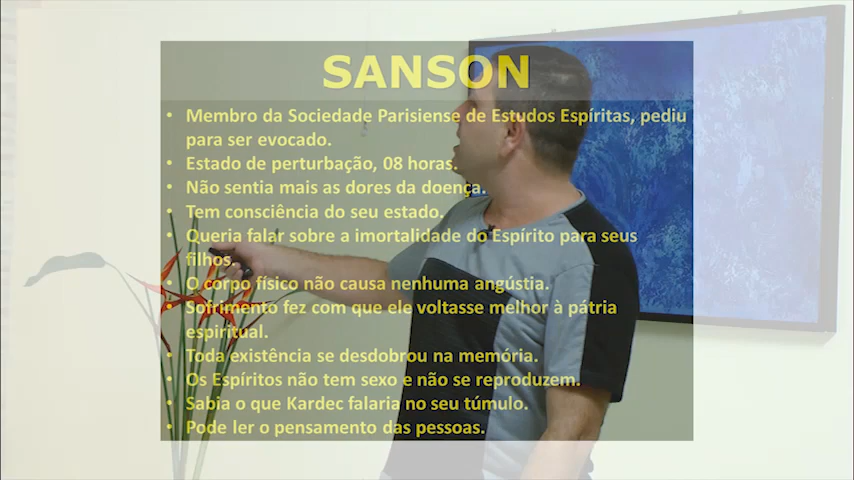 SANSON
• Membro da Sociedade Parisiense de Estudos Espíritas, pediu
para ser evocado.
• Estado de perturbação, 08 horas.
• Não sentia mais as dores da doença.
• Tem consciência do seu estado.
• Queria falar sobre a imortalidade do Espírito para seus
filhos.
• O corpo físico não causa nenhuma angústia.
• Sofrimento fez com que ele voltasse melhor à pátria
espiritual.
• Toda existência se desdobrou na memória.
• Os Espíritos não tem sexo e não se reproduzem.
• Sabia o que Kardec falaria no seu túmulo.
• Pode ler o pensamento das pessoas.